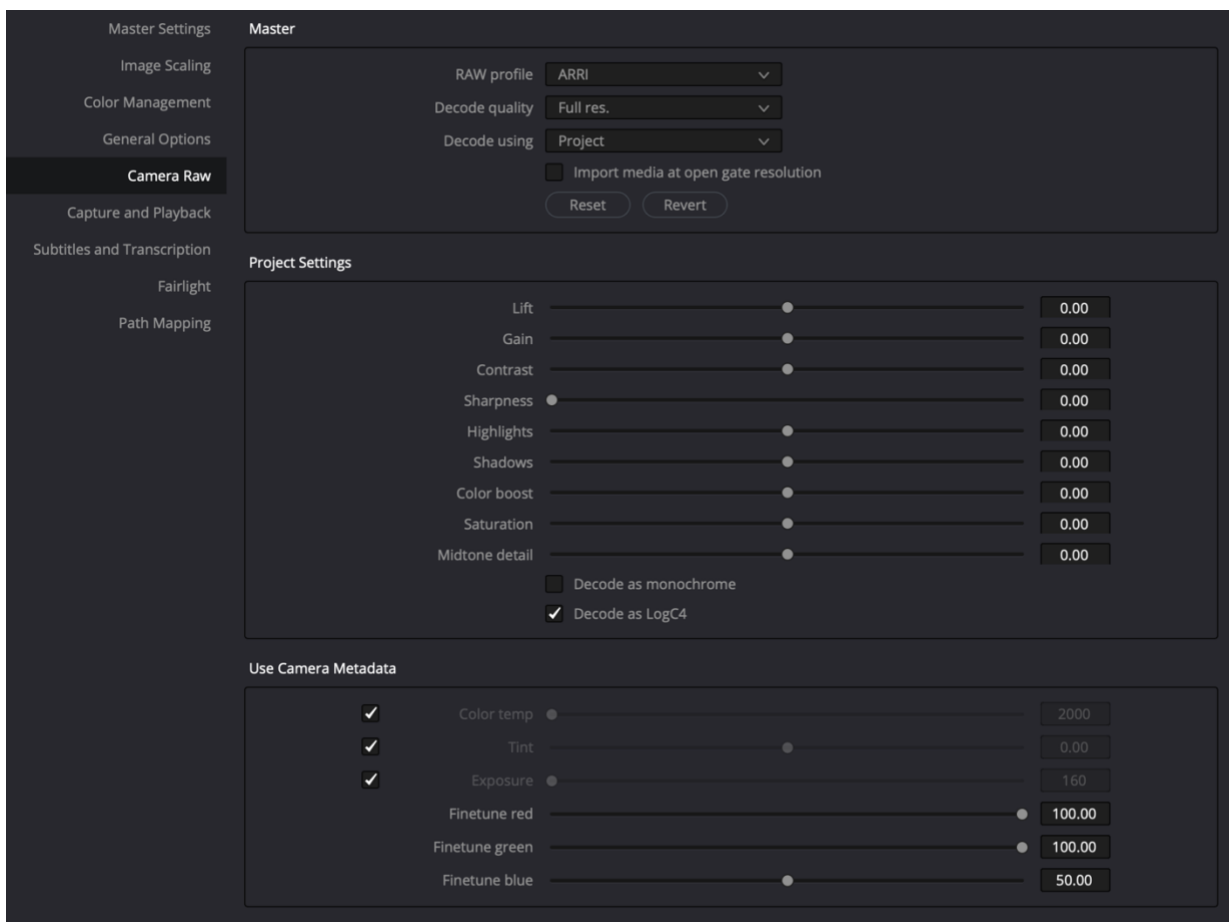 Master Settings
Image Scaling
Color Management
General Options
Camera Raw
Capture and Playback
Subtitles and Transcription
Fairlight
Path Mapping
Master
RAW profile ARRI
Decode quality Full res.
Decode using Project
Import media at open gate resolution
Reset Revert
Project Settings
Lift 0.00
Gain 0.00
Contrast 0.00
Sharpness 0.00
Highlights 0.00
Shadows 0.00
Color boost 0.00
Saturation 0.00
Midtone detail 0.00
Decode as monochrome
Decode as LogC4
Use Camera Metadata
Color temp 2000
Tint 0.00
Exposure 160
Finetune red 100.00
Finetune green 100.00
Finetune blue 50.00